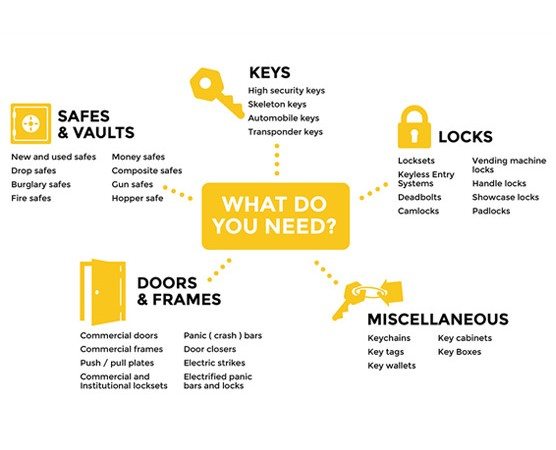 KEYS
High security keys
Skeleton keys
Automobile keys
Transponder keys
SAFES
& VAULTS
New and used safes
Drop safes
Burglary safes
Fire safes
Money safes
Composite safes
Gun safes
Hopper safe
LOCKS
Locksets
Keyless Entry
Systems
Deadbolts
Camlocks
Vending machine
locks
Handle locks
Showcase locks
Padlocks
WHAT DO
YOU NEED?
DOORS
& FRAMES
Commercial doors
Commercial frames
Push / pull plates
Commercial and
Institutional locksets
Panic ( crash ) bars
Door closers
Electric strikes
Electrified panic
bars and locks
MISCELLANEOUS
Keychains
Key tags
Key wallets
Key cabinets
Key Boxes